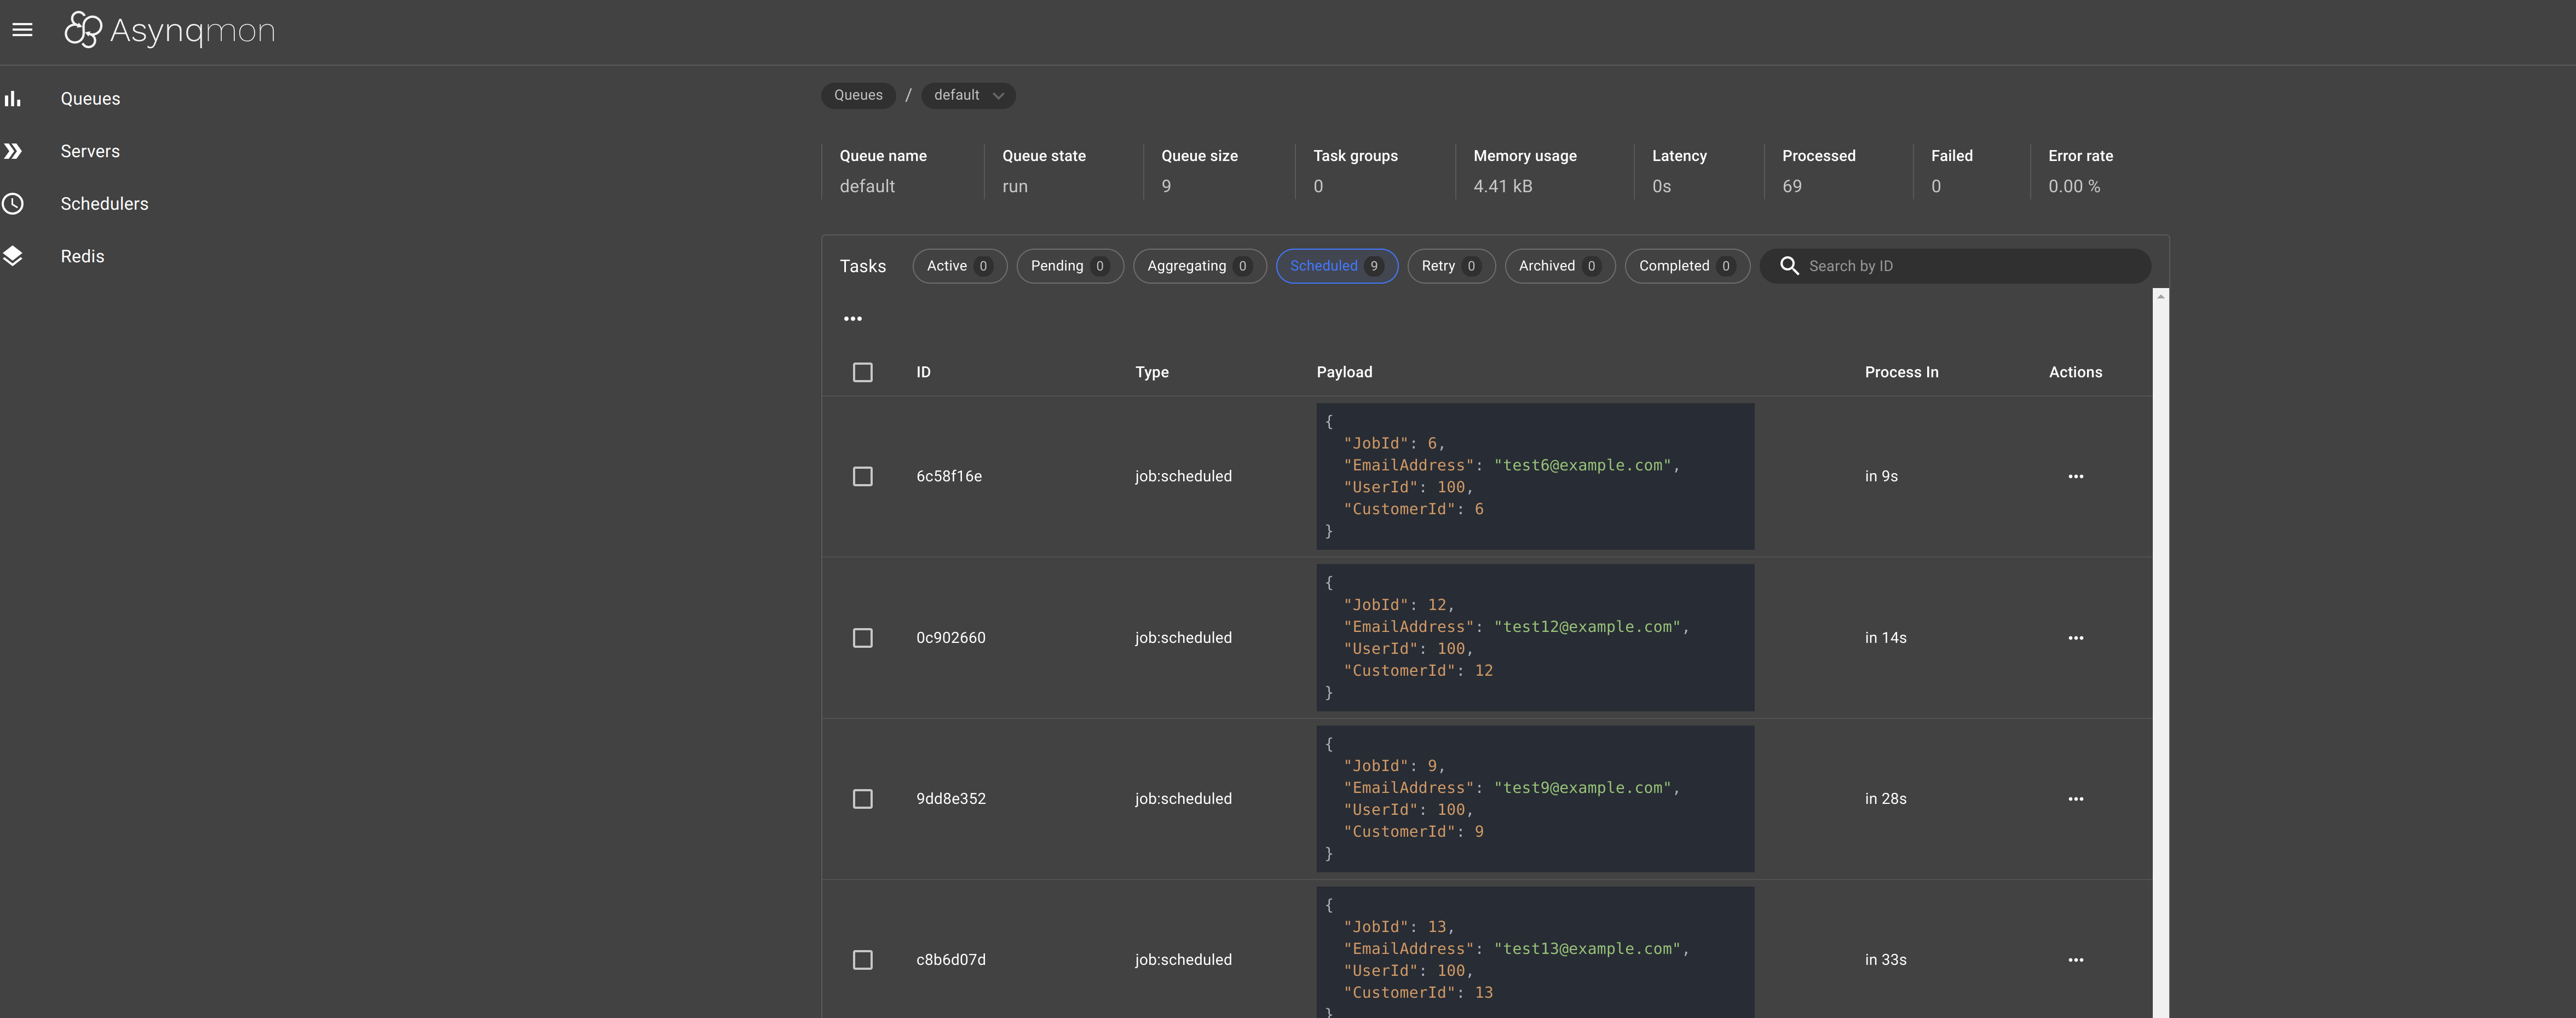 Asynqmon
Queues
Servers
Schedulers
Redis
Queues / default
Queue name Queue state Queue size Task groups Memory usage Latency Processed Failed Error rate
default run 9 0 4.41 kB 0s 69 0 0.00 %
Tasks Active 0 Pending 0 Aggregating 0 Scheduled 9 Retry 0 Archived 0 Completed 0 Search by ID
ID Type Payload Process In Actions
{
"JobId": 6,
"EmailAddress": "test6@example.com",
6c58f16e job:scheduled in 9s
"UserId": 100,
"CustomerId": 6
}
{
"JobId": 12,
"EmailAddress": "test12@example.com",
0c902660 job:scheduled in 14s
"UserId": 100,
"CustomerId": 12
}
{
"JobId": 9,
"EmailAddress": "test9@example.com",
9dd8e352 job:scheduled in 28s
"UserId": 100,
"CustomerId": 9
}
{
"JobId": 13,
"EmailAddress": "test13@example.com",
c8b6d07d job:scheduled in 33s
"UserId": 100,
"CustomerId": 13
}